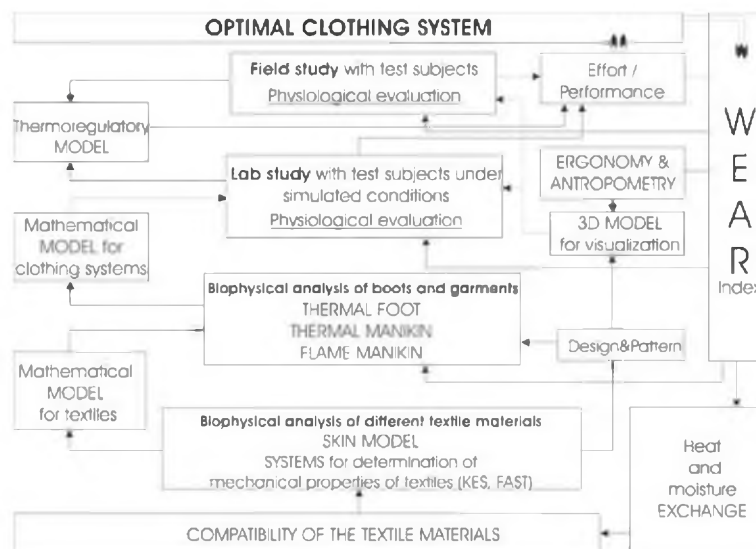 OPTIMAL CLOTHING SYSTEM
Field study with test subjects
Physiological evaluation
Effort /
Performance
Thermoregulatory
MODEL
Lab study with test subjects under
simulated conditions
Physiological evaluation
ERGONOMY &
ANTROPOMETRY
3D MODEL
for visualization
Mathematical
MODEL for
clothing systems
W
E
A
R
Index
Biophysical analysis of boots and garments
THERMAL FOOT
THERMAL MANIKIN
FLAME MANIKIN
Design&Pattern
Mathematical
MODEL
for textiles
Biophysical analysis of different textile materials
SKIN MODEL
SYSTEMS for determination of
mechanical properties of textiles (KES, FAST)
Heat
and
moisture
EXCHANGE
COMPATIBILITY OF THE TEXTILE MATERIALS